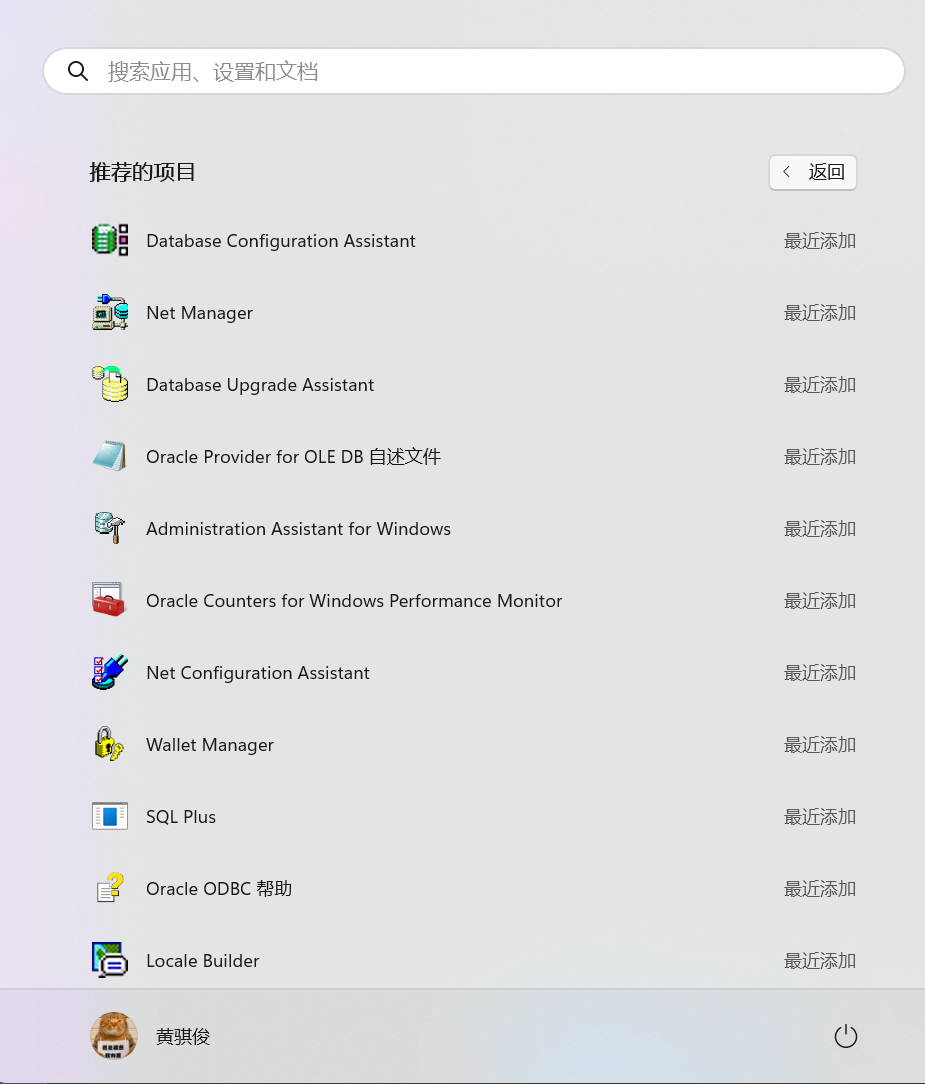 搜索应用、设置和文档
推荐的项目
返回
Database Configuration Assistant 最近添加
Net Manager 最近添加
Database Upgrade Assistant 最近添加
Oracle Provider for OLE DB 自述文件 最近添加
Administration Assistant for Windows 最近添加
Oracle Counters for Windows Performance Monitor 最近添加
Net Configuration Assistant 最近添加
Wallet Manager 最近添加
SQL Plus 最近添加
Oracle ODBC 帮助 最近添加
Locale Builder 最近添加
黄骐俊